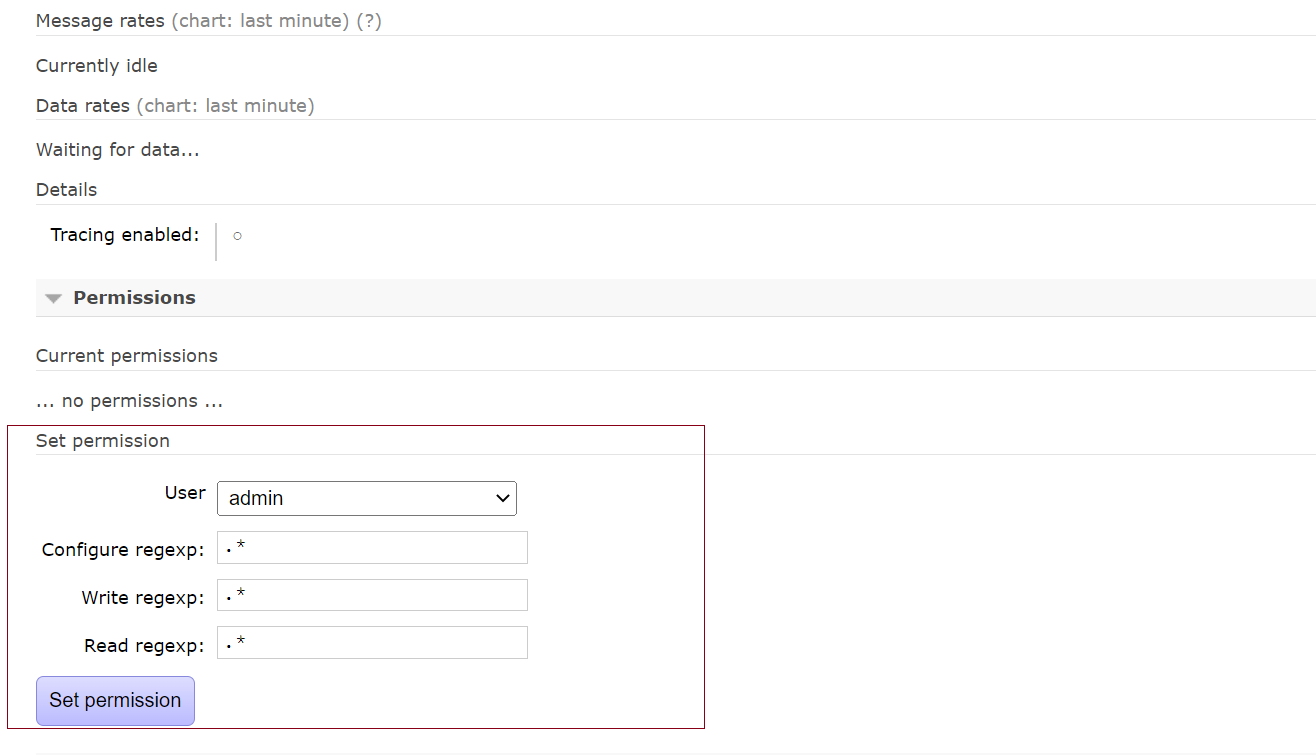 Message rates (chart: last minute) (?)
Currently idle
Data rates (chart: last minute)
Waiting for data...
Details
Tracing enabled: ○
Permissions
Current permissions
... no permissions ...
Set permission
User admin
Configure regexp: .*
Write regexp: .*
Read regexp: .*
Set permission